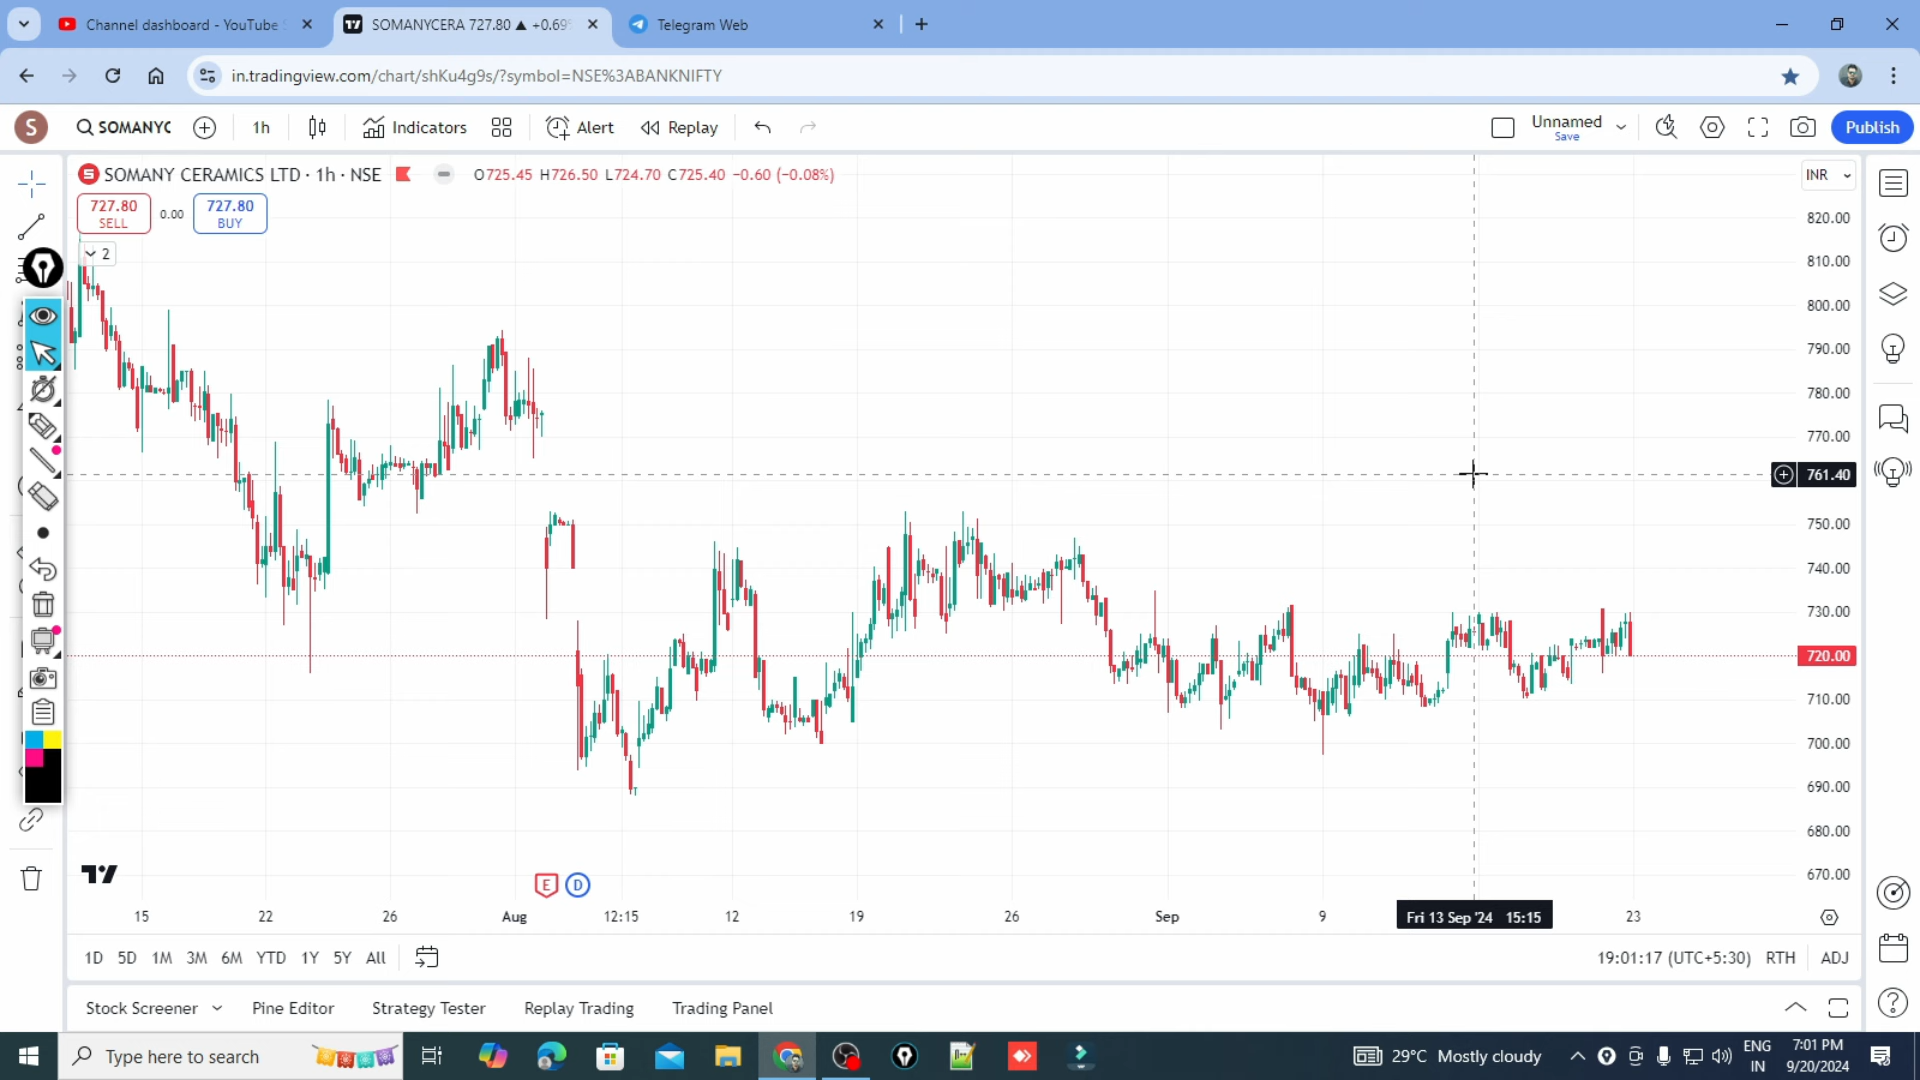 Channel dashboard - YouTube S
SOMANYCERA 727.80 ▲ +0.69%
Telegram Web
in.tradingview.com/chart/shKu4g9s/?symbol=NSE%3ABANKNIFTY
S
SOMANYC
1h
Indicators
Alert
Replay
Unnamed
Save
Publish
S SOMANY CERAMICS LTD · 1h · NSE
O725.45 H726.50 L724.70 C725.40 −0.60 (−0.08%)
INR
727.80
SELL
0.00
727.80
BUY
2
820.00
810.00
800.00
790.00
780.00
770.00
761.40
750.00
740.00
730.00
720.00
710.00
700.00
690.00
680.00
670.00
E D
15 22 26 Aug 12:15 12 19 26 Sep 9 Fri 13 Sep '24 15:15 23
1D 5D 1M 3M 6M YTD 1Y 5Y All
19:01:17 (UTC+5:30) RTH ADJ
Stock Screener Pine Editor Strategy Tester Replay Trading Trading Panel
Type here to search
29°C Mostly cloudy
ENG
IN
7:01 PM
9/20/2024